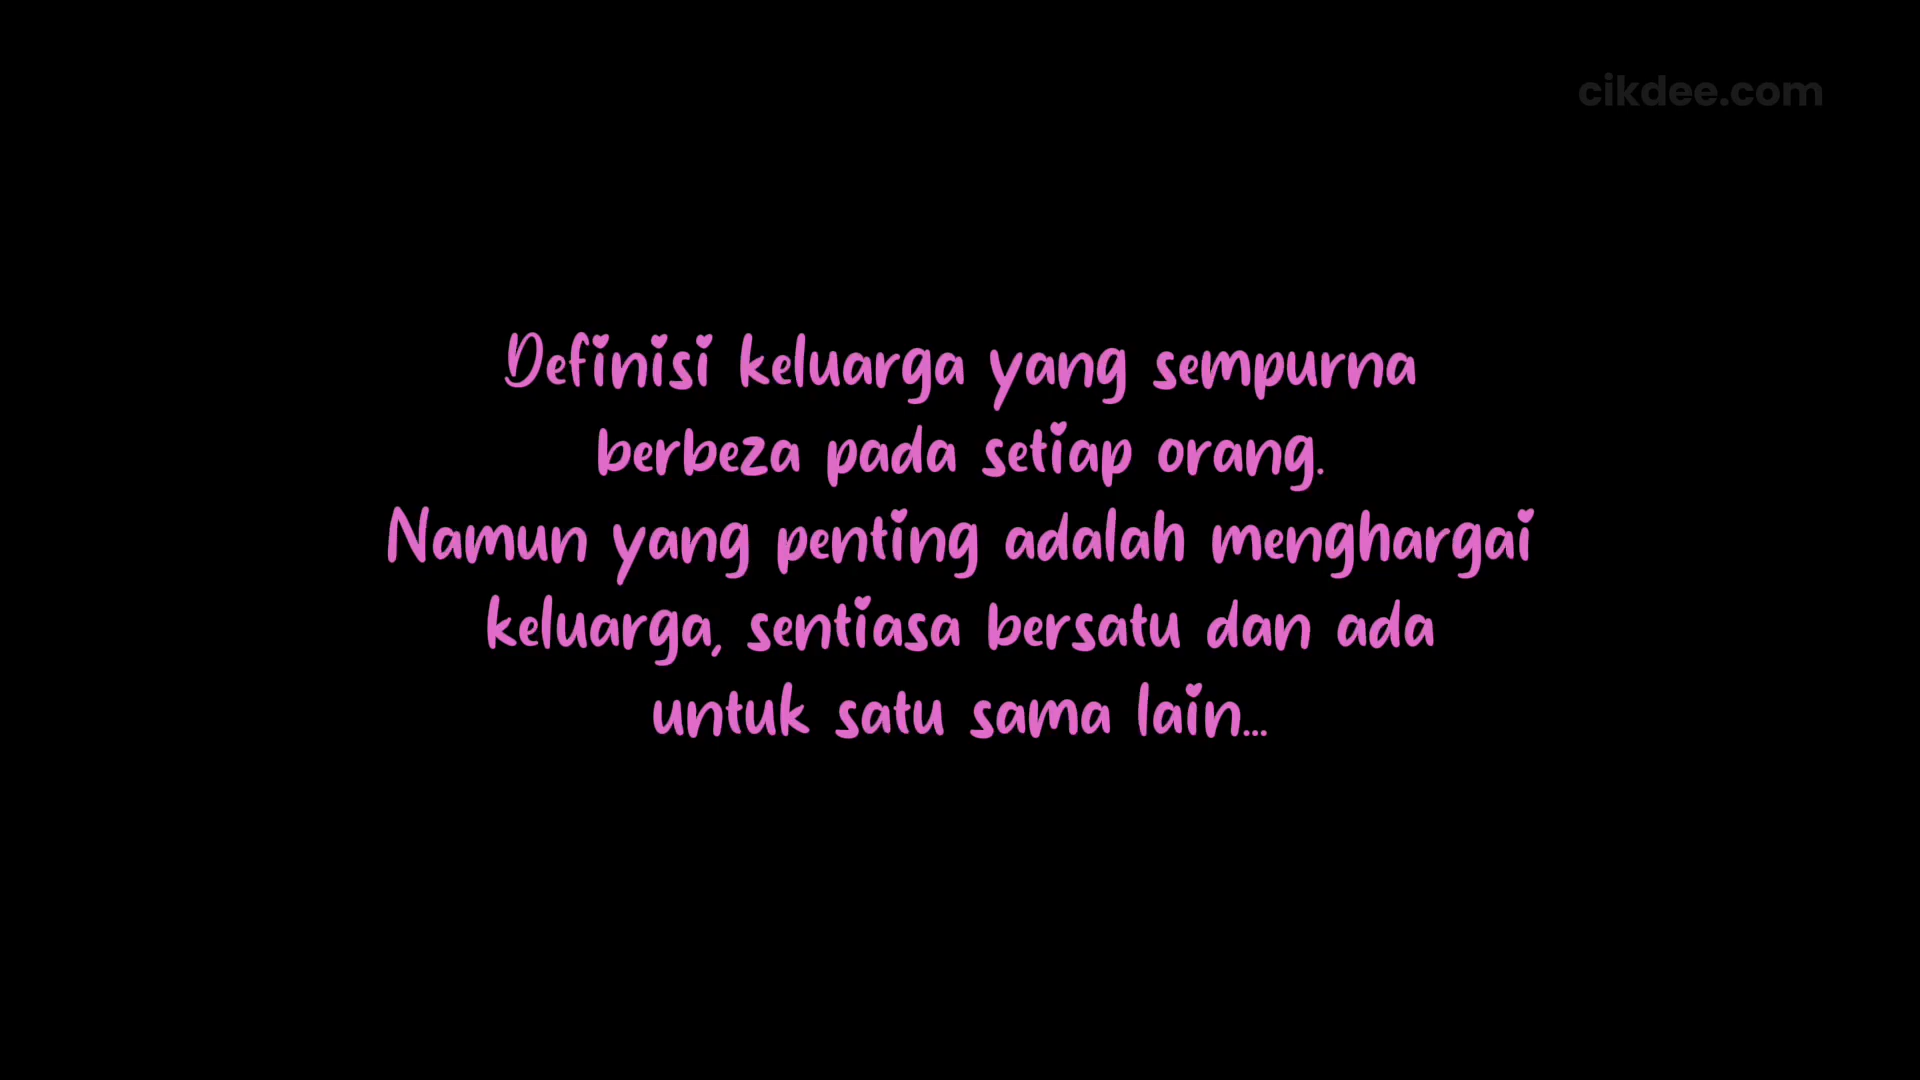 cikdee.com
Definisi keluarga yang sempurna
berbeza pada setiap orang.
Namun yang penting adalah menghargai
keluarga, sentiasa bersatu dan ada
untuk satu sama lain...